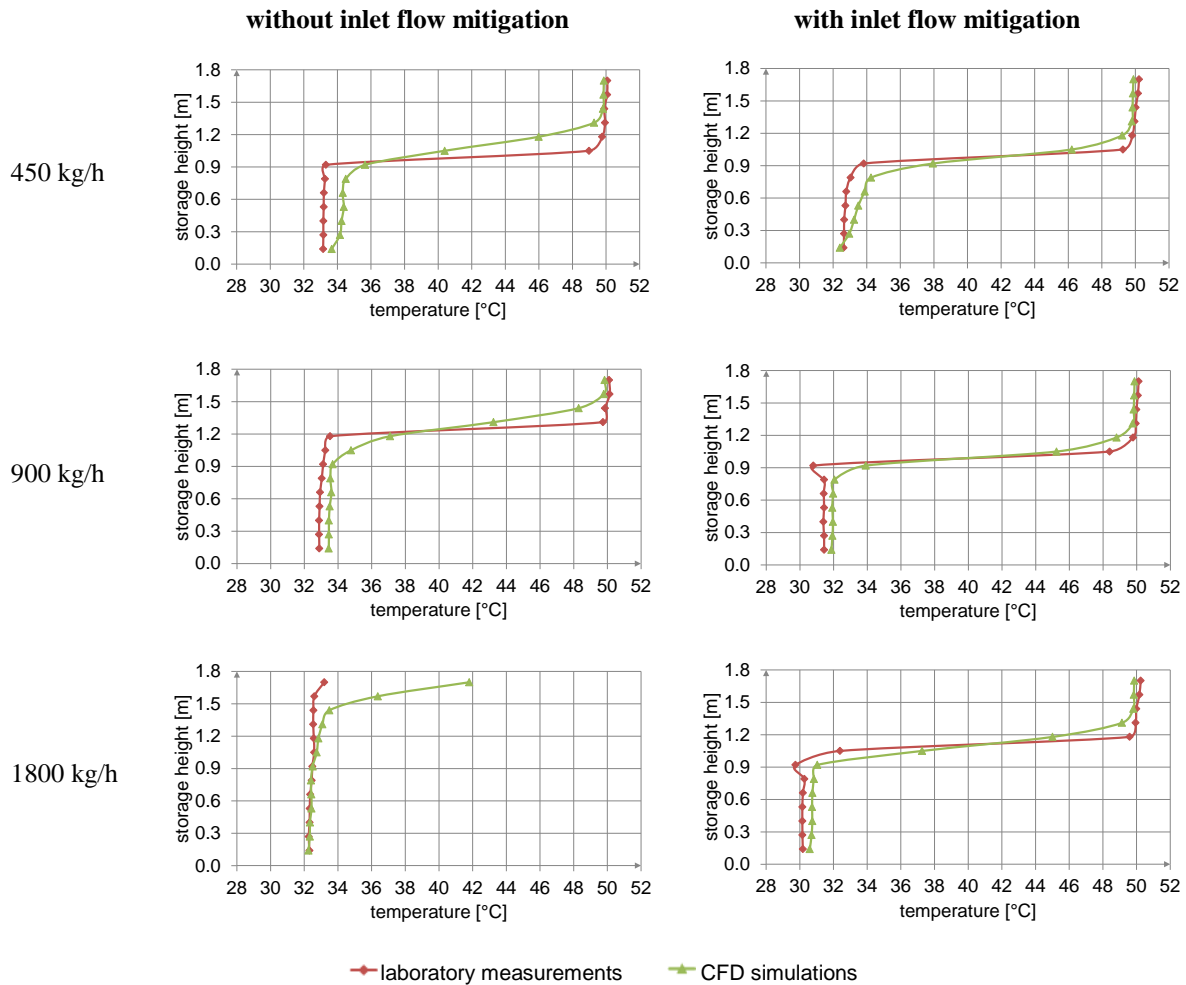 without inlet flow mitigation
with inlet flow mitigation
450 kg/h
storage height [m]
1.8
1.5
1.2
0.9
0.6
0.3
0.0
28 30 32 34 36 38 40 42 44 46 48 50 52
temperature [°C]
storage height [m]
1.8
1.5
1.2
0.9
0.6
0.3
0.0
28 30 32 34 36 38 40 42 44 46 48 50 52
temperature [°C]
900 kg/h
storage height [m]
1.8
1.5
1.2
0.9
0.6
0.3
0.0
28 30 32 34 36 38 40 42 44 46 48 50 52
temperature [°C]
storage height [m]
1.8
1.5
1.2
0.9
0.6
0.3
0.0
28 30 32 34 36 38 40 42 44 46 48 50 52
temperature [°C]
1800 kg/h
storage height [m]
1.8
1.5
1.2
0.9
0.6
0.3
0.0
28 30 32 34 36 38 40 42 44 46 48 50 52
temperature [°C]
storage height [m]
1.8
1.5
1.2
0.9
0.6
0.3
0.0
28 30 32 34 36 38 40 42 44 46 48 50 52
temperature [°C]
laboratory measurements
CFD simulations